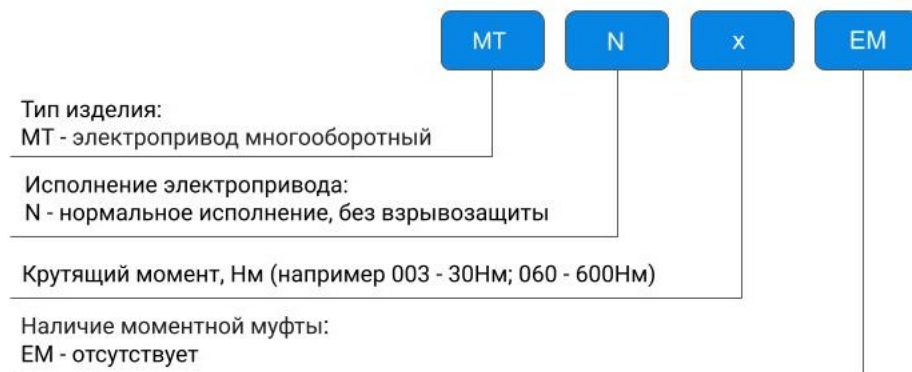 MT N x EM
Тип изделия:
МТ - электропривод многооборотный
Исполнение электропривода:
N - нормальное исполнение, без взрывозащиты
Крутящий момент, Нм (например 003 - 30Нм; 060 - 600Нм)
Наличие моментной муфты:
EM - отсутствует